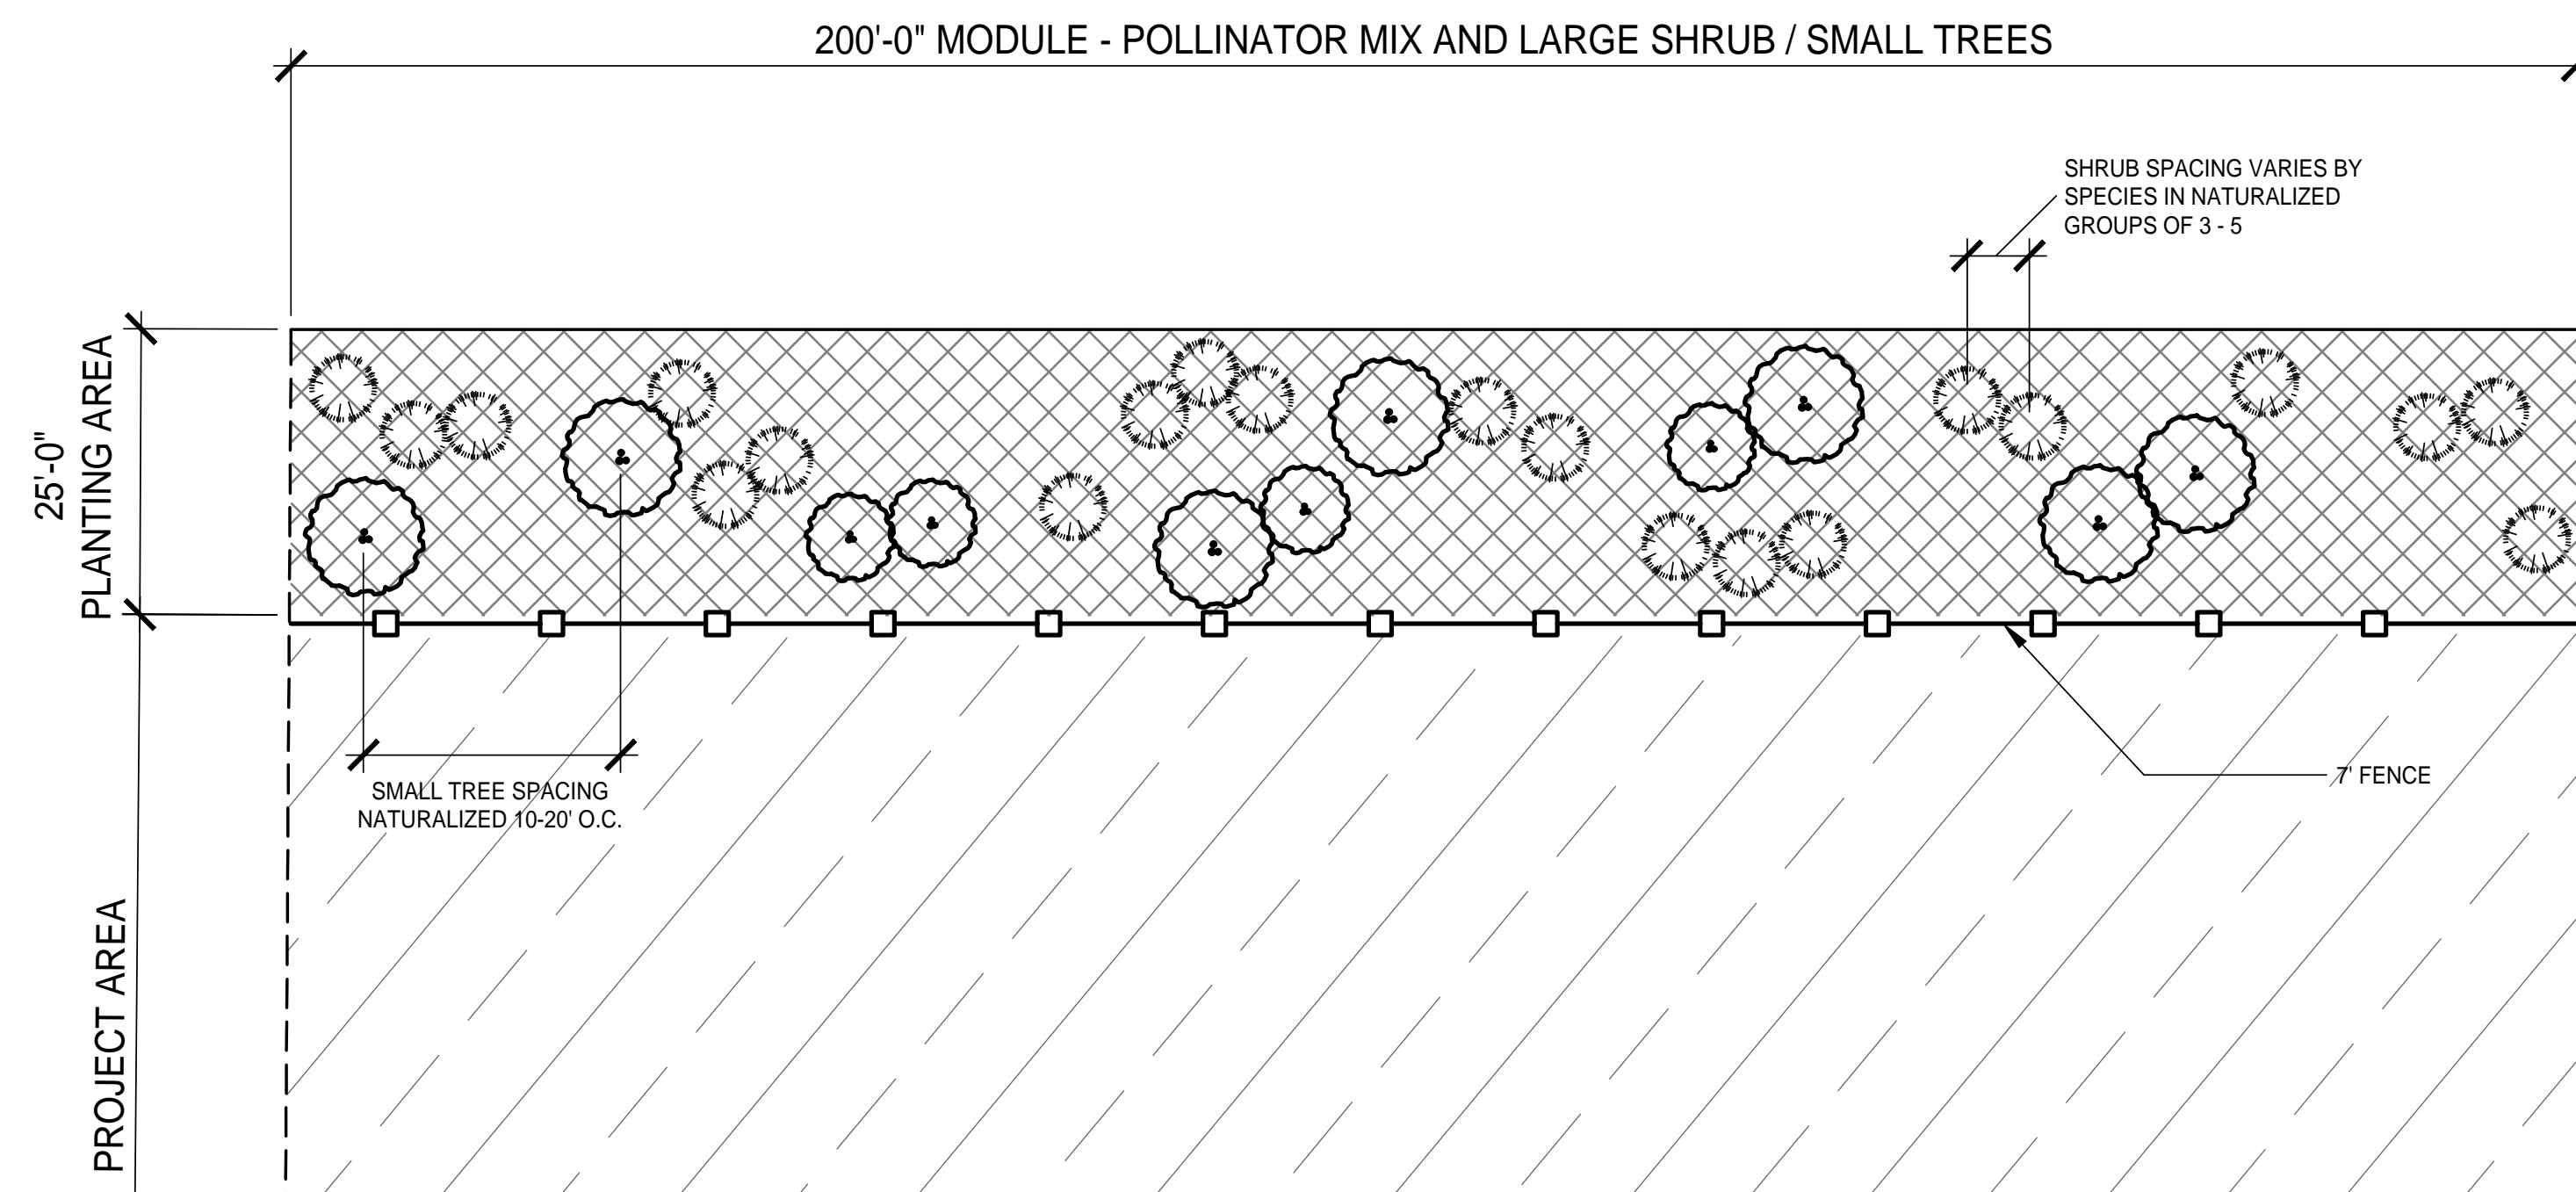 200'-0" MODULE - POLLINATOR MIX AND LARGE SHRUB / SMALL TREES
SHRUB SPACING VARIES BY
SPECIES IN NATURALIZED
GROUPS OF 3 - 5
25'-0"
PLANTING AREA
7' FENCE
SMALL TREE SPACING
NATURALIZED 10-20' O.C.
PROJECT AREA